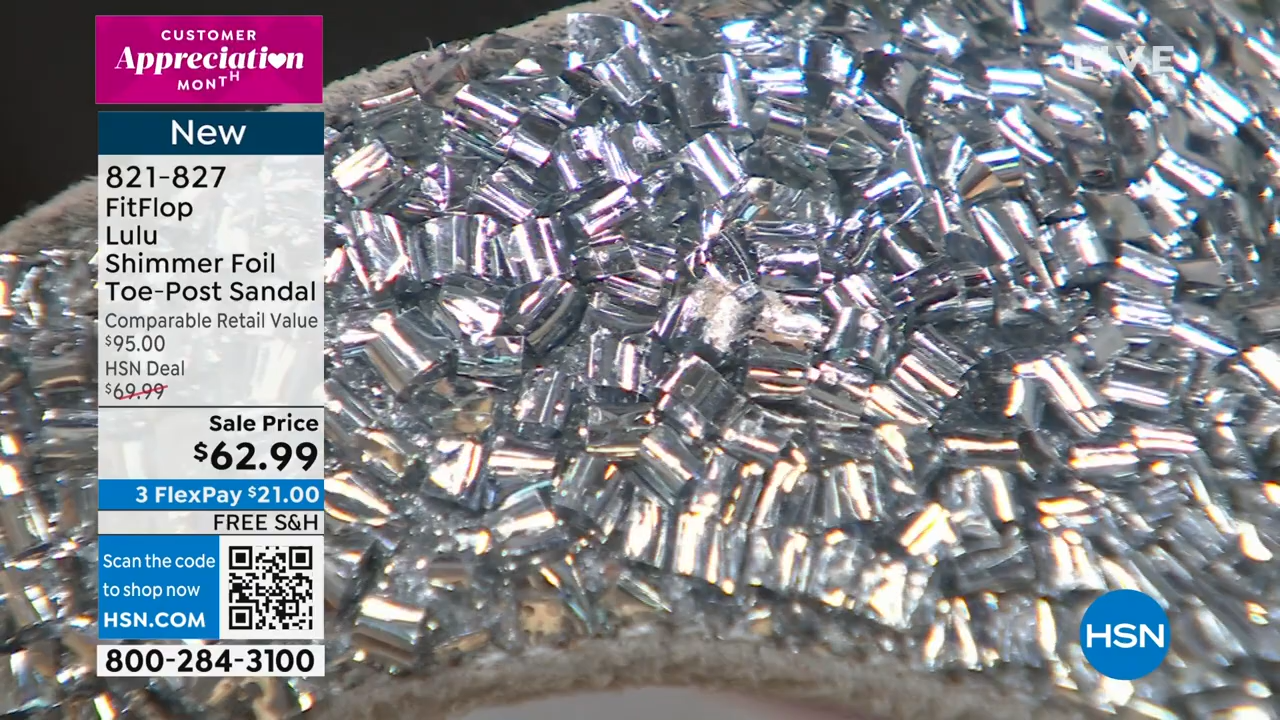 CUSTOMER
Appreciation
MONTH
New
821-827
FitFlop
Lulu
Shimmer Foil
Toe-Post Sandal
Comparable Retail Value
$95.00
HSN Deal
$69.99
Sale Price
$62.99
3 FlexPay $21.00
FREE S&H
Scan the code
to shop now
HSN.COM
800-284-3100
LIVE
HSN